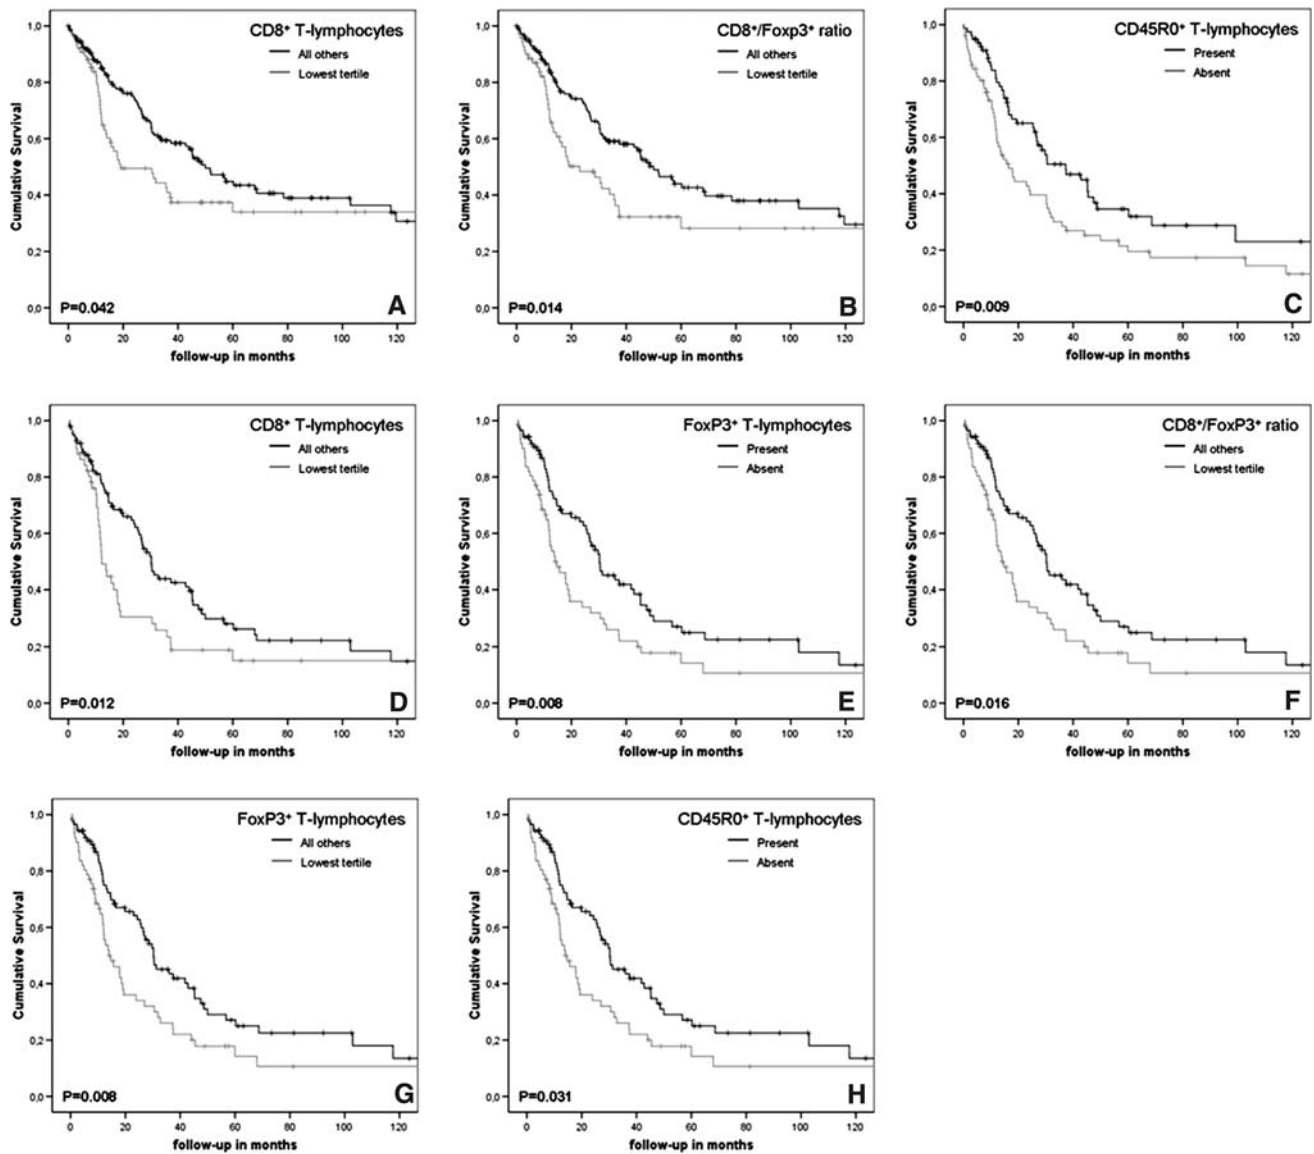 CD8⁺ T-lymphocytes
All others
Lowest tertile
Cumulative Survival
1,0
0,8
0,6
0,4
0,2
0,0
P=0.042
A
0 20 40 60 80 100 120
follow-up in months
CD8⁺/Foxp3⁺ ratio
All others
Lowest tertile
Cumulative Survival
1,0
0,8
0,6
0,4
0,2
0,0
P=0.014
B
0 20 40 60 80 100 120
follow-up in months
CD45R0⁺ T-lymphocytes
Present
Absent
Cumulative Survival
1,0
0,8
0,6
0,4
0,2
0,0
P=0.009
C
0 20 40 60 80 100 120
follow-up in months
CD8⁺ T-lymphocytes
All others
Lowest tertile
Cumulative Survival
1,0
0,8
0,6
0,4
0,2
0,0
P=0.012
D
0 20 40 60 80 100 120
follow-up in months
FoxP3⁺ T-lymphocytes
Present
Absent
Cumulative Survival
1,0
0,8
0,6
0,4
0,2
0,0
P=0.008
E
0 20 40 60 80 100 120
follow-up in months
CD8⁺/FoxP3⁺ ratio
All others
Lowest tertile
Cumulative Survival
1,0
0,8
0,6
0,4
0,2
0,0
P=0.016
F
0 20 40 60 80 100 120
follow-up in months
FoxP3⁺ T-lymphocytes
All others
Lowest tertile
Cumulative Survival
1,0
0,8
0,6
0,4
0,2
0,0
P=0.008
G
0 20 40 60 80 100 120
follow-up in months
CD45R0⁺ T-lymphocytes
Present
Absent
Cumulative Survival
1,0
0,8
0,6
0,4
0,2
0,0
P=0.031
H
0 20 40 60 80 100 120
follow-up in months